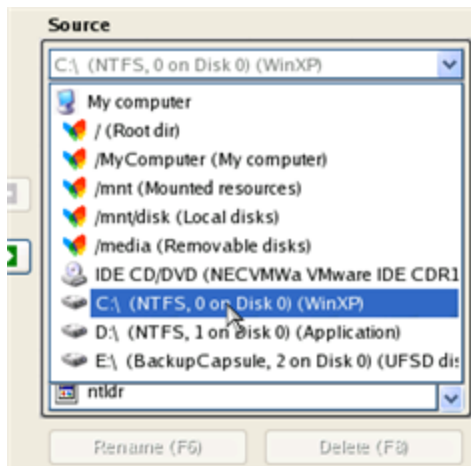 Source
C:\ (NTFS, 0 on Disk 0) (WinXP)
My computer
/ (Root dir)
/MyComputer (My computer)
/mnt (Mounted resources)
/mnt/disk (Local disks)
/media (Removable disks)
IDE CD/DVD (NECVMWa VMware IDE CDR1
C:\ (NTFS, 0 on Disk 0) (WinXP)
D:\ (NTFS, 1 on Disk 0) (Application)
E:\ (BackupCapsule, 2 on Disk 0) (UFSD dis
ntldr
Rename (F6) Delete (F8)